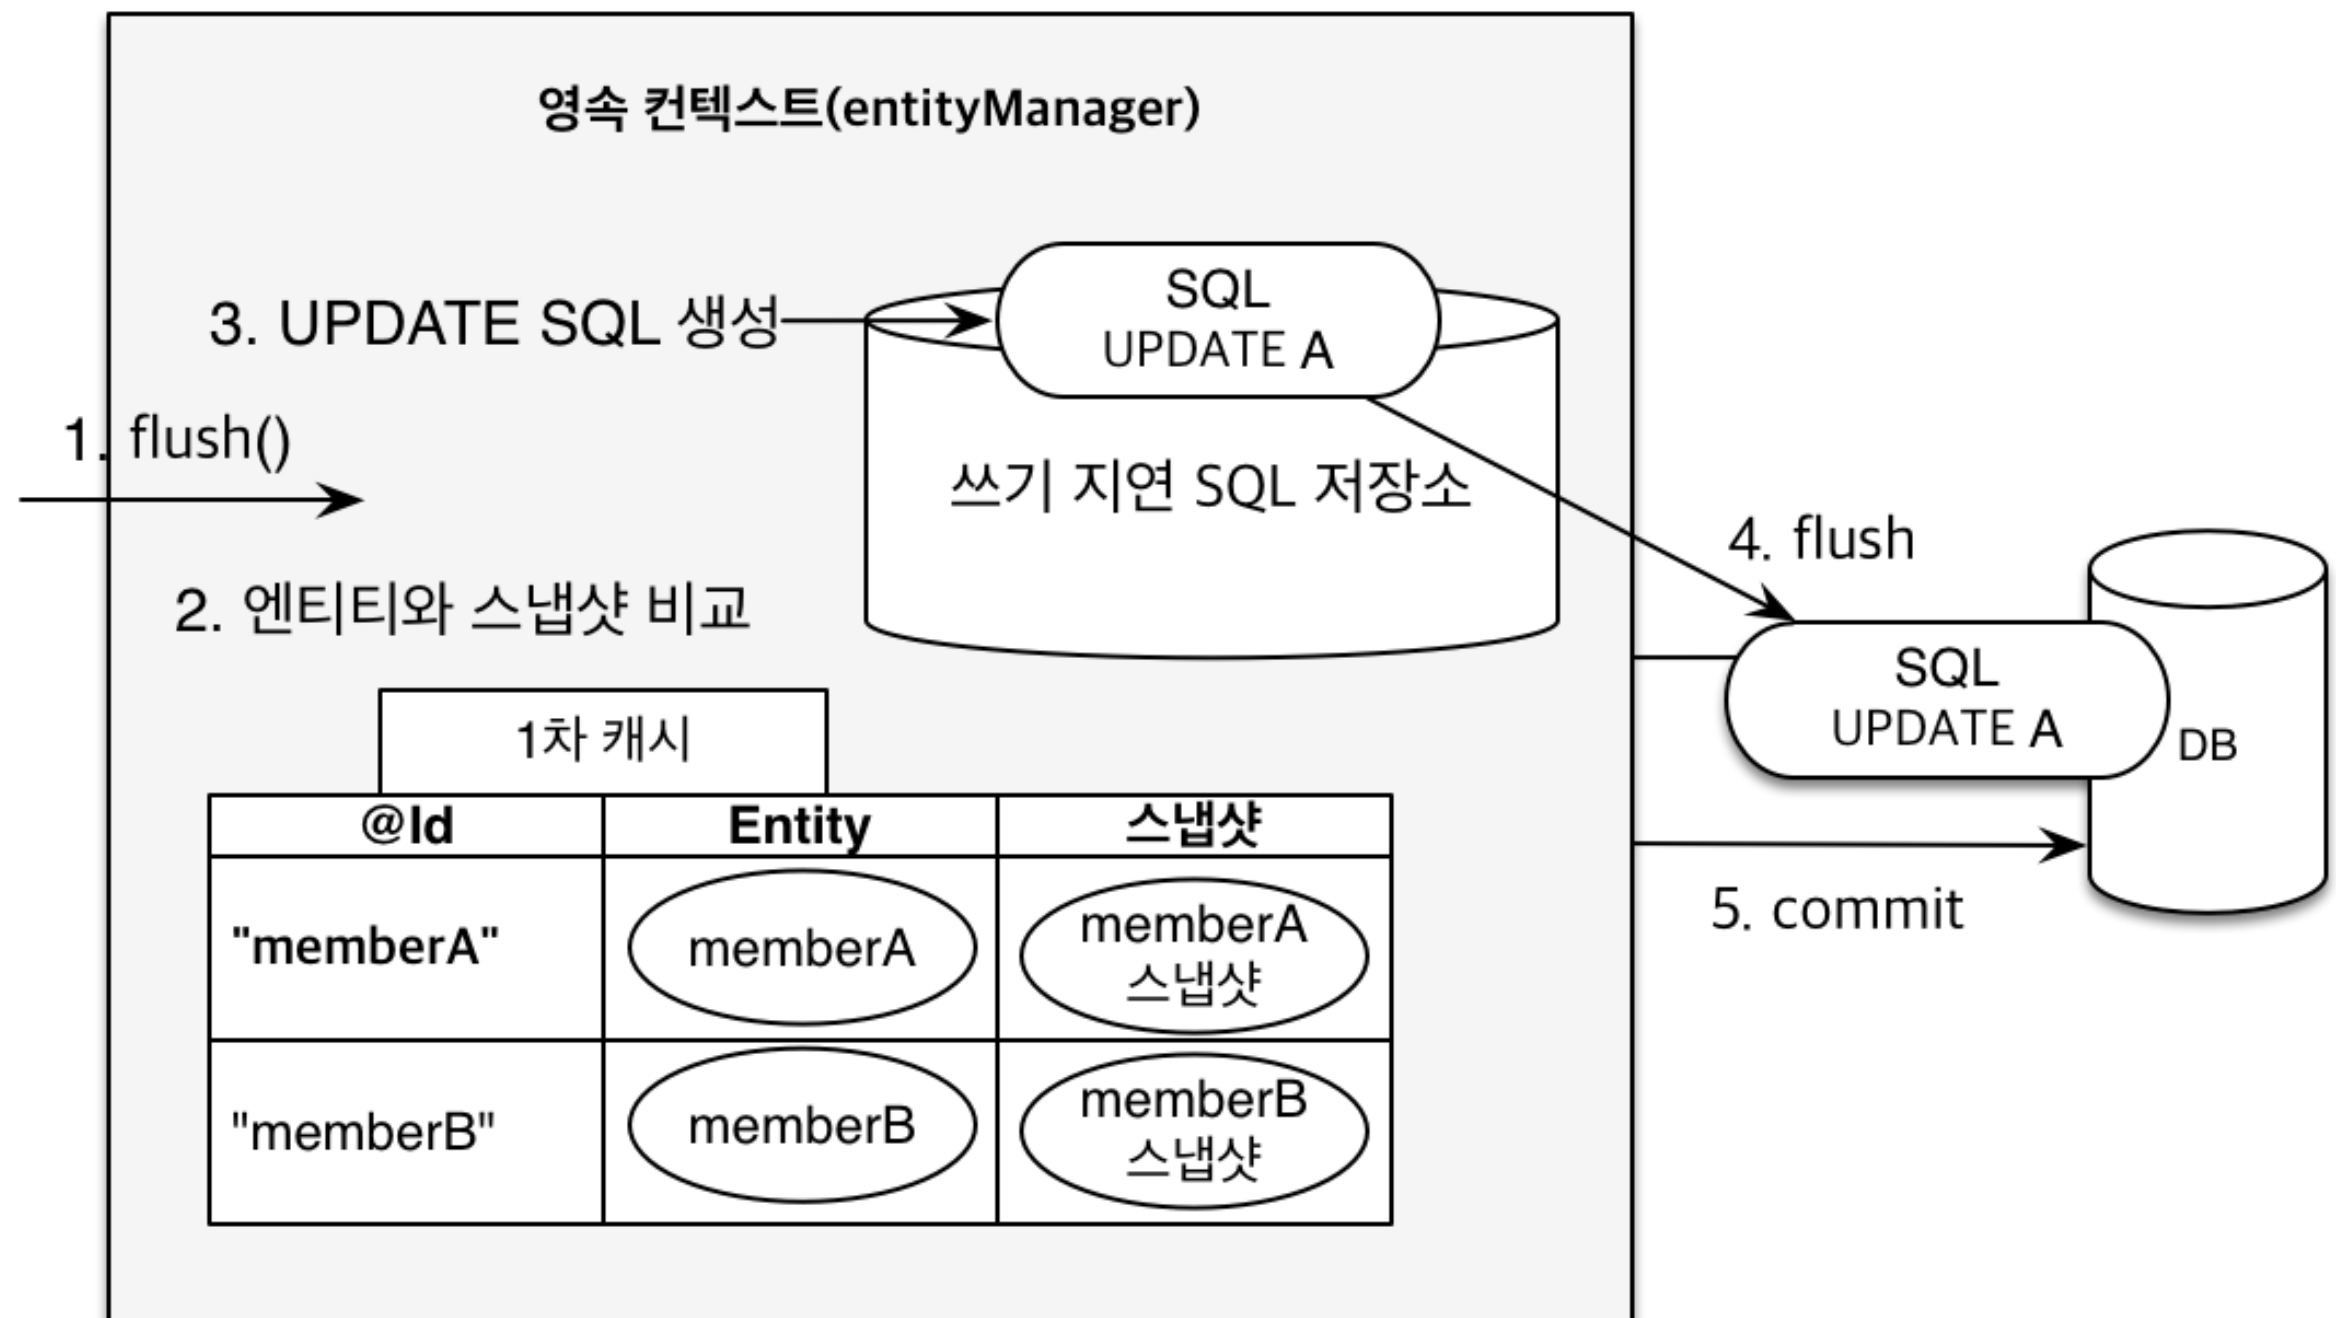 영속 컨텍스트(entityManager)
SQL
UPDATE A
3. UPDATE SQL 생성
1. flush()
쓰기 지연 SQL 저장소
4. flush
2. 엔티티와 스냅샷 비교
SQL
UPDATE A
DB
1차 캐시
@Id Entity 스냅샷
5. commit
"memberA" memberA memberA
스냅샷
"memberB" memberB memberB
스냅샷